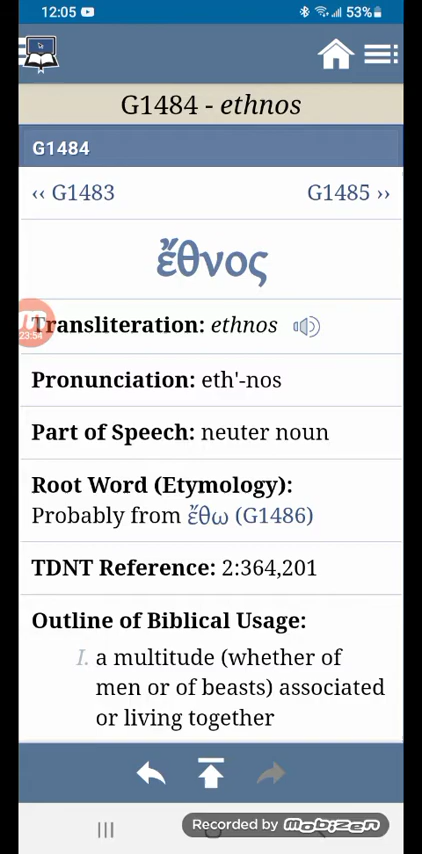 12:05 53%
G1484 - ethnos
G1484
‹‹ G1483 G1485 ››
ἔθνος
Transliteration: ethnos
23:54
Pronunciation: eth'-nos
Part of Speech: neuter noun
Root Word (Etymology):
Probably from ἔθω (G1486)
TDNT Reference: 2:364,201
Outline of Biblical Usage:
I. a multitude (whether of
men or of beasts) associated
or living together
Recorded by mobizen